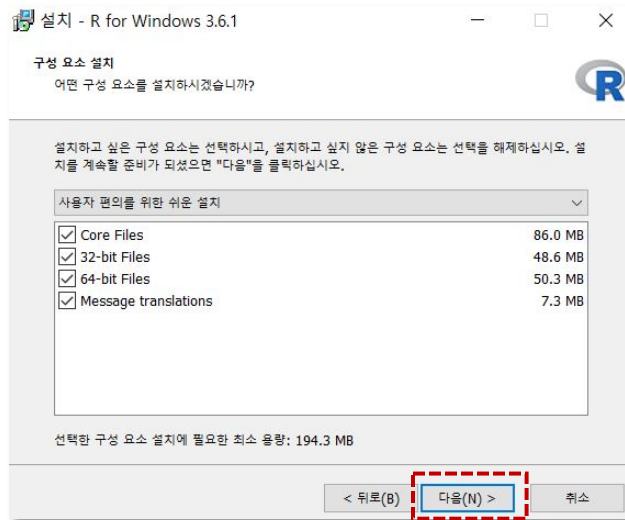 설치 - R for Windows 3.6.1
구성 요소 설치
어떤 구성 요소를 설치하시겠습니까?
R
설치하고 싶은 구성 요소는 선택하시고, 설치하고 싶지 않은 구성 요소는 선택을 해제하십시오. 설
치를 계속할 준비가 되셨으면 "다음"을 클릭하십시오.
사용자 편의를 위한 쉬운 설치
Core Files 86.0 MB
32-bit Files 48.6 MB
64-bit Files 50.3 MB
Message translations 7.3 MB
선택한 구성 요소 설치에 필요한 최소 용량: 194.3 MB
< 뒤로(B) 다음(N) > 취소